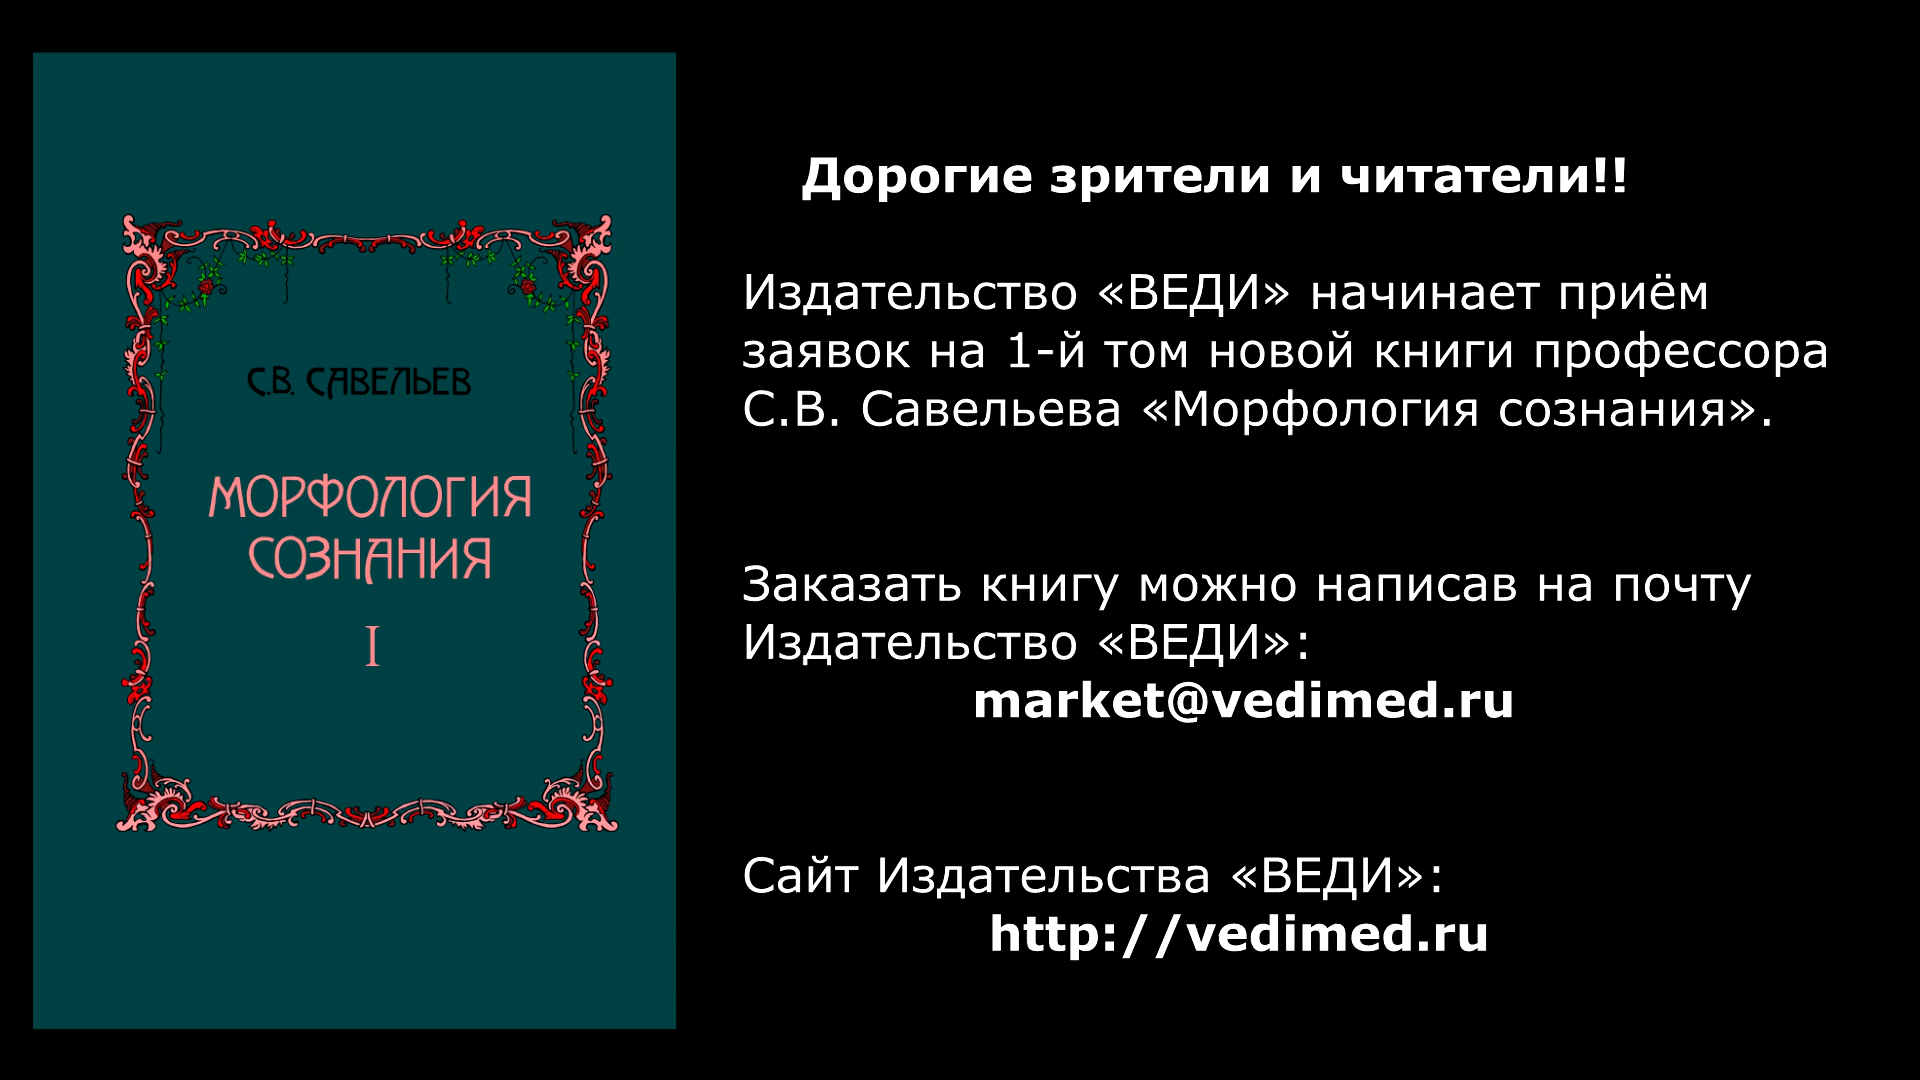 С.В. САВЕЛЬЕВ
МОРФОЛОГИЯ
СОЗНАНИЯ
I
Дорогие зрители и читатели!!
Издательство «ВЕДИ» начинает приём
заявок на 1-й том новой книги профессора
С.В. Савельева «Морфология сознания».
Заказать книгу можно написав на почту
Издательство «ВЕДИ»:
market@vedimed.ru
Сайт Издательства «ВЕДИ»:
http://vedimed.ru